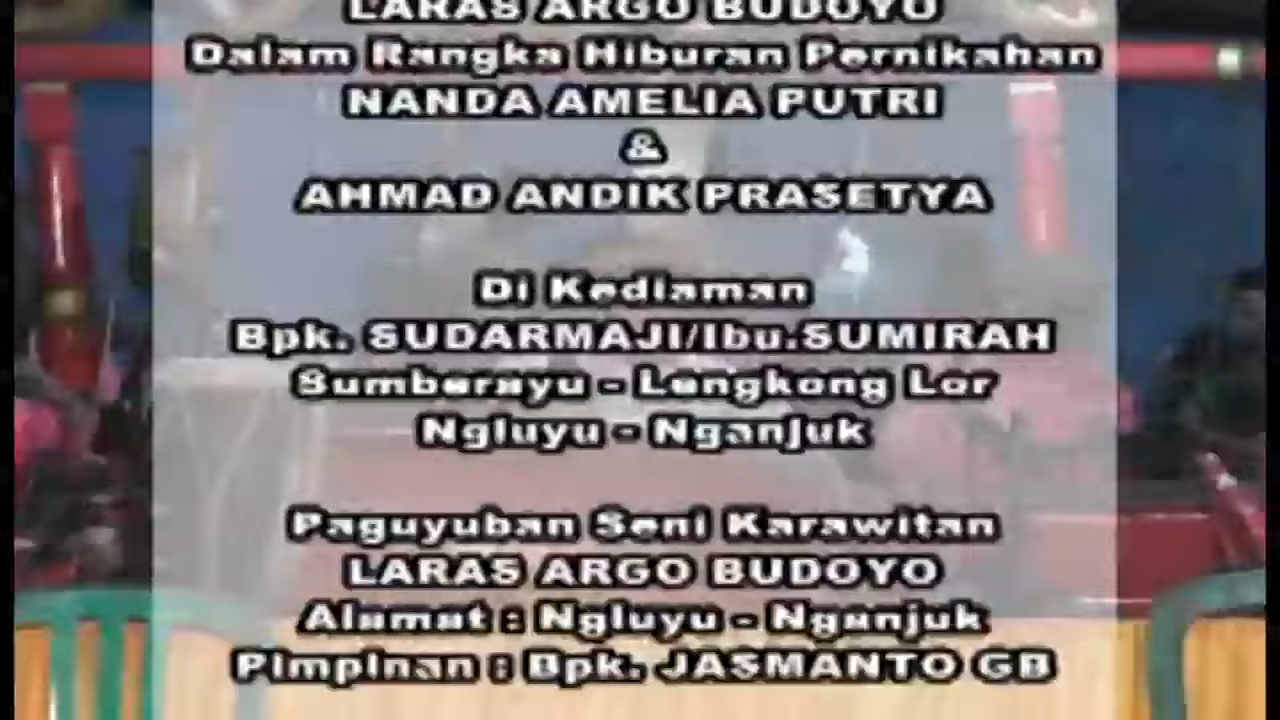 LARAS ARGO BUDOYO
Dalam Rangka Hiburan Pernikahan
NANDA AMELIA PUTRI
&
AHMAD ANDIK PRASETYA
Di Kediaman
Bpk. SUDARMAJI/Ibu.SUMIRAH
Sumberayu - Lengkong Lor
Ngluyu - Nganjuk
Paguyuban Seni Karawitan
LARAS ARGO BUDOYO
Alamat : Ngluyu - Nganjuk
Pimpinan : Bpk. JASMANTO GB